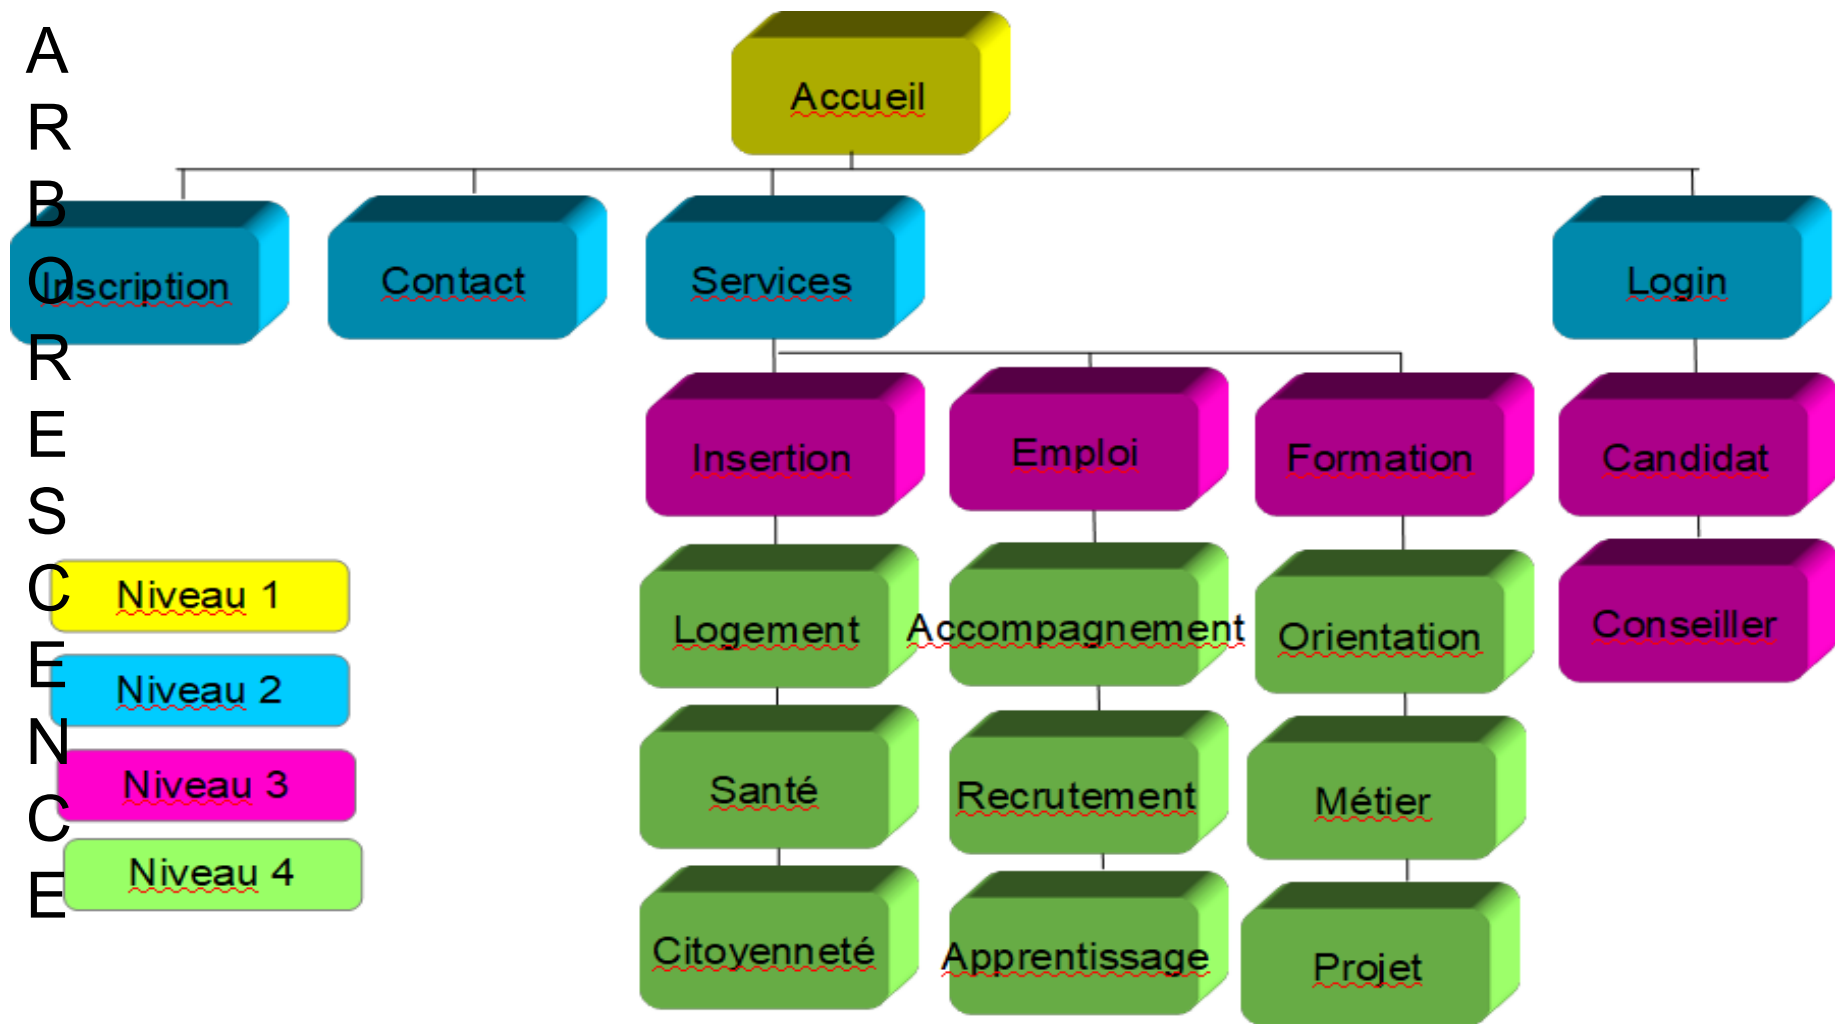 ARBORESCENCE
Accueil
Inscription
Contact
Services
Login
Insertion
Emploi
Formation
Candidat
Logement
Accompagnement
Orientation
Conseiller
Santé
Recrutement
Métier
Citoyenneté
Apprentissage
Projet
Niveau 1
Niveau 2
Niveau 3
Niveau 4